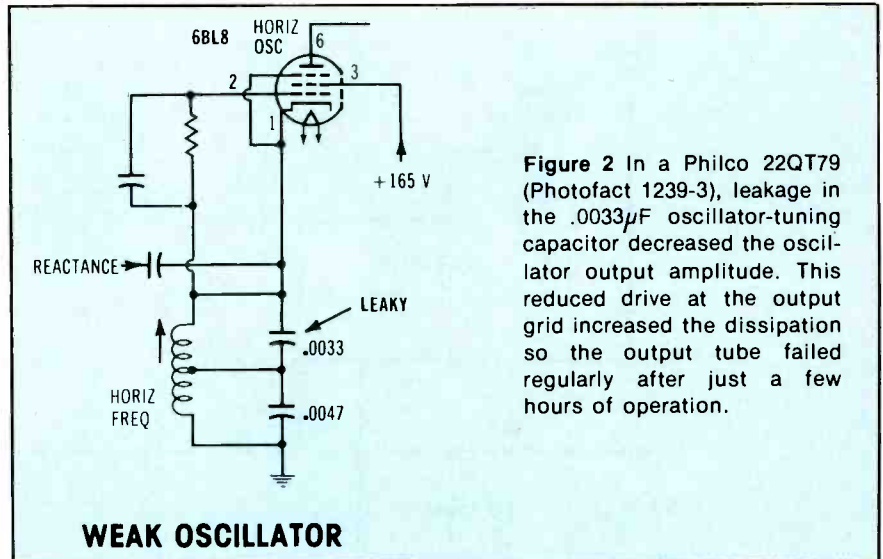 6BL8
HORIZ
OSC
6
2
3
1
+165 V
REACTANCE
LEAKY
.0033
HORIZ
FREQ
.0047
WEAK OSCILLATOR
Figure 2 In a Philco 22QT79
(Photofact 1239-3), leakage in
the .0033µF oscillator-tuning
capacitor decreased the oscil-
lator output amplitude. This
reduced drive at the output
grid increased the dissipation
so the output tube failed
regularly after just a few
hours of operation.